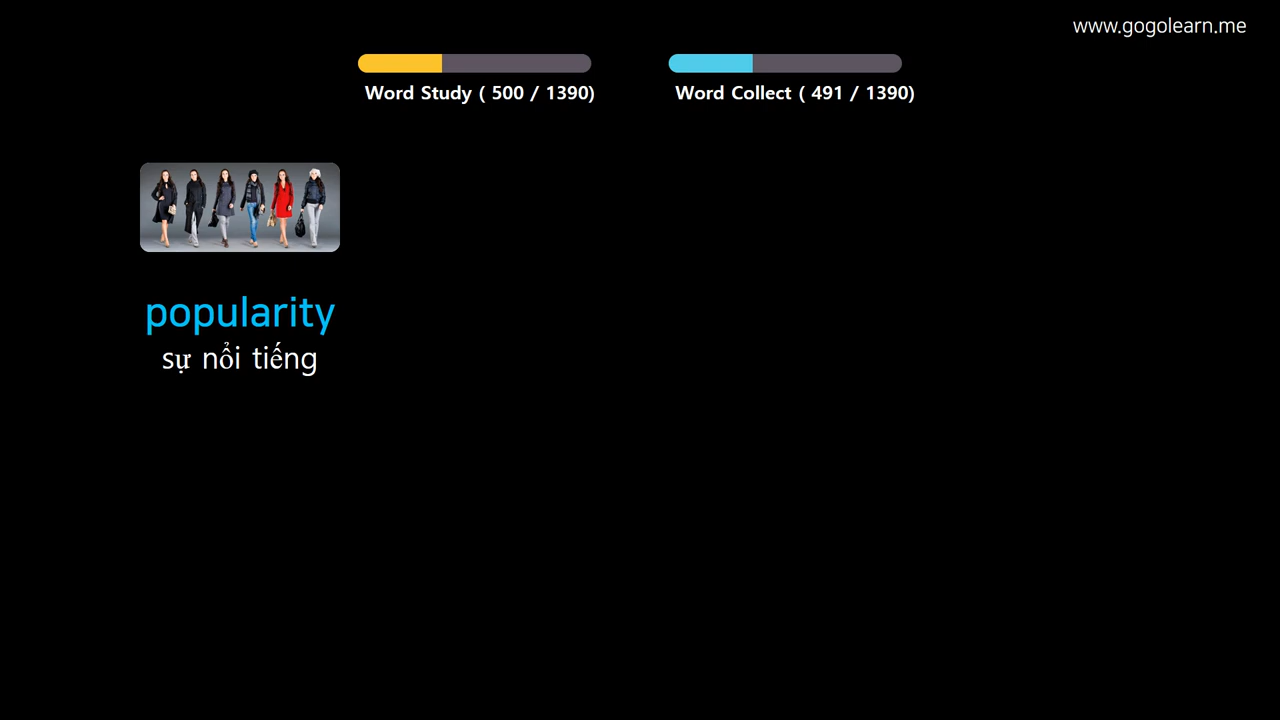 www.gogolearn.me
Word Study ( 500 / 1390)
Word Collect ( 491 / 1390)
popularity
sự nổi tiếng